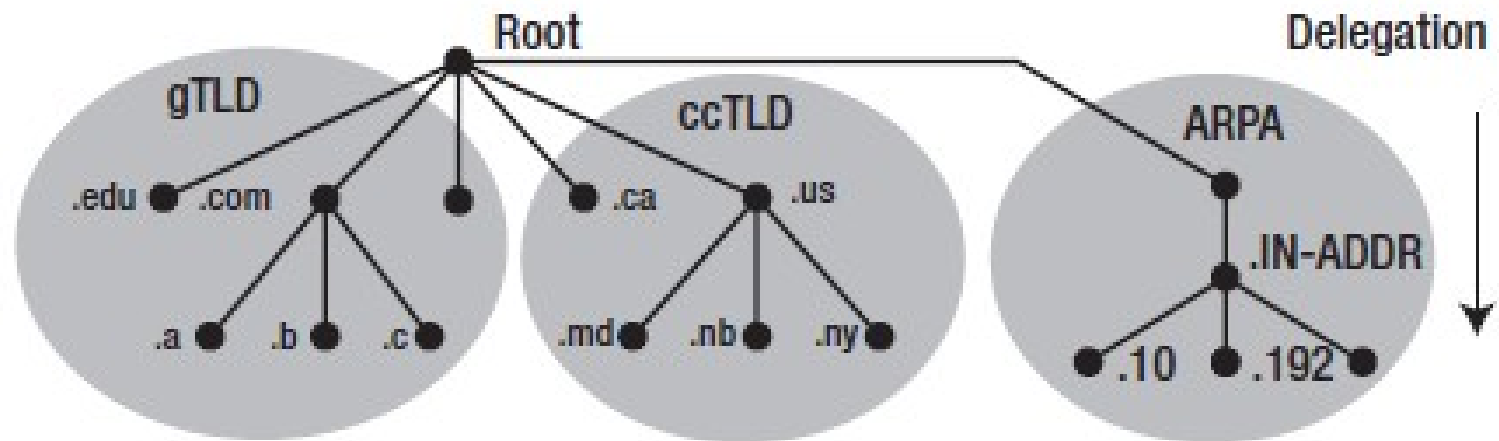 Root
Delegation
gTLD
ccTLD
ARPA
.edu
.com
.ca
.us
.IN-ADDR
.a
.b
.c
.md
.nb
.ny
.10
.192